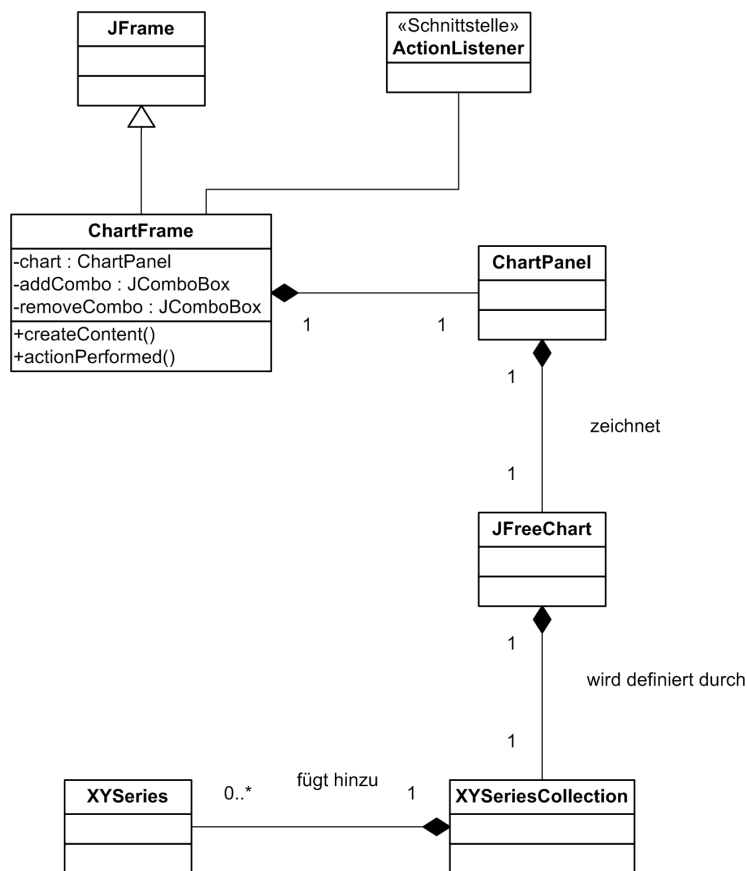 JFrame
«Schnittstelle»
ActionListener
ChartFrame
-chart : ChartPanel
-addCombo : JComboBox
-removeCombo : JComboBox
+createContent()
+actionPerformed()
1
1
ChartPanel
1
zeichnet
1
JFreeChart
1
wird definiert durch
1
XYSeries
0..*
fügt hinzu
1
XYSeriesCollection